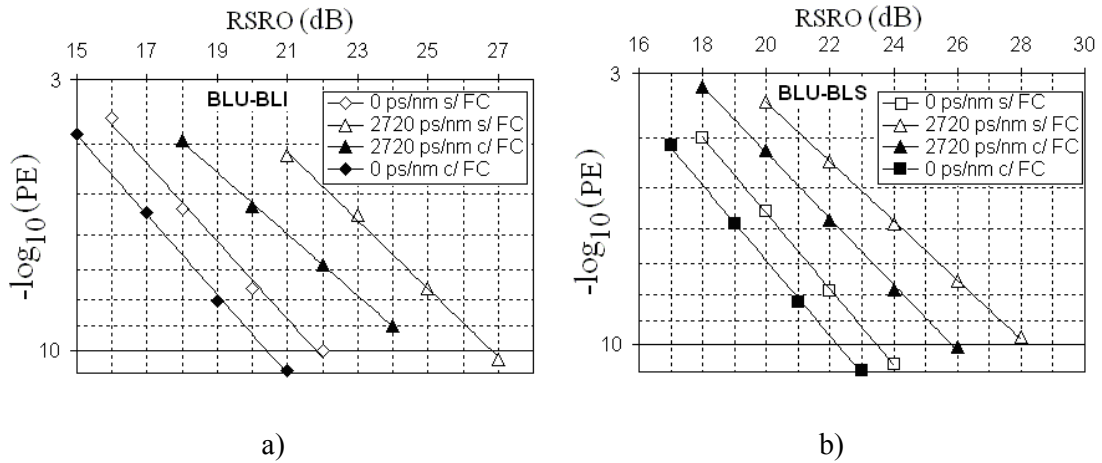 RSRO (dB)
15 17 19 21 23 25 27
3
BLU-BLI
0 ps/nm s/ FC
2720 ps/nm s/ FC
2720 ps/nm c/ FC
0 ps/nm c/ FC
-log10(PE)
10
a)
RSRO (dB)
16 18 20 22 24 26 28 30
3
BLU-BLS
0 ps/nm s/ FC
2720 ps/nm s/ FC
2720 ps/nm c/ FC
0 ps/nm c/ FC
-log10(PE)
10
b)